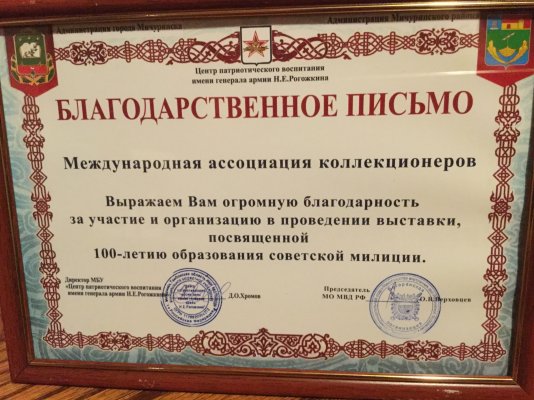 Администрация города Мичуринска
Администрация Мичуринского района
Центр патриотического воспитания
имени генерала армии Н.Е.Рогожкина
БЛАГОДАРСТВЕННОЕ ПИСЬМО
Международная ассоциация коллекционеров
Выражаем Вам огромную благодарность
за участие и организацию в проведении выставки,
посвященной
100-летию образования советской милиции.
Директор МБУ
«Центр патриотического воспитания
имени генерала армии Н.Е.Рогожкина»
Д.О.Хромов
Председатель
МО МВД РФ
О.В.Верховцев